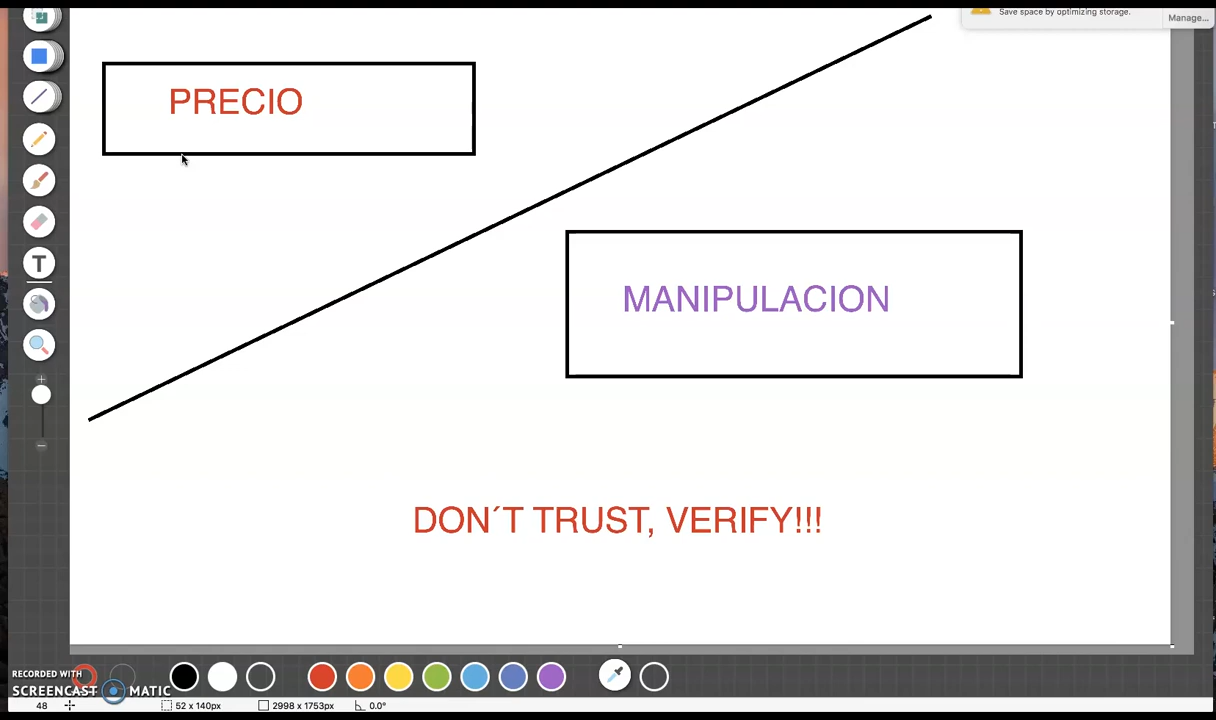 Save space by optimizing storage.
Manage...
PRECIO
MANIPULACION
T
DON´T TRUST, VERIFY!!!
RECORDED WITH
SCREENCAST MATIC
48
52 x 140px
2998 x 1753px
0.0°